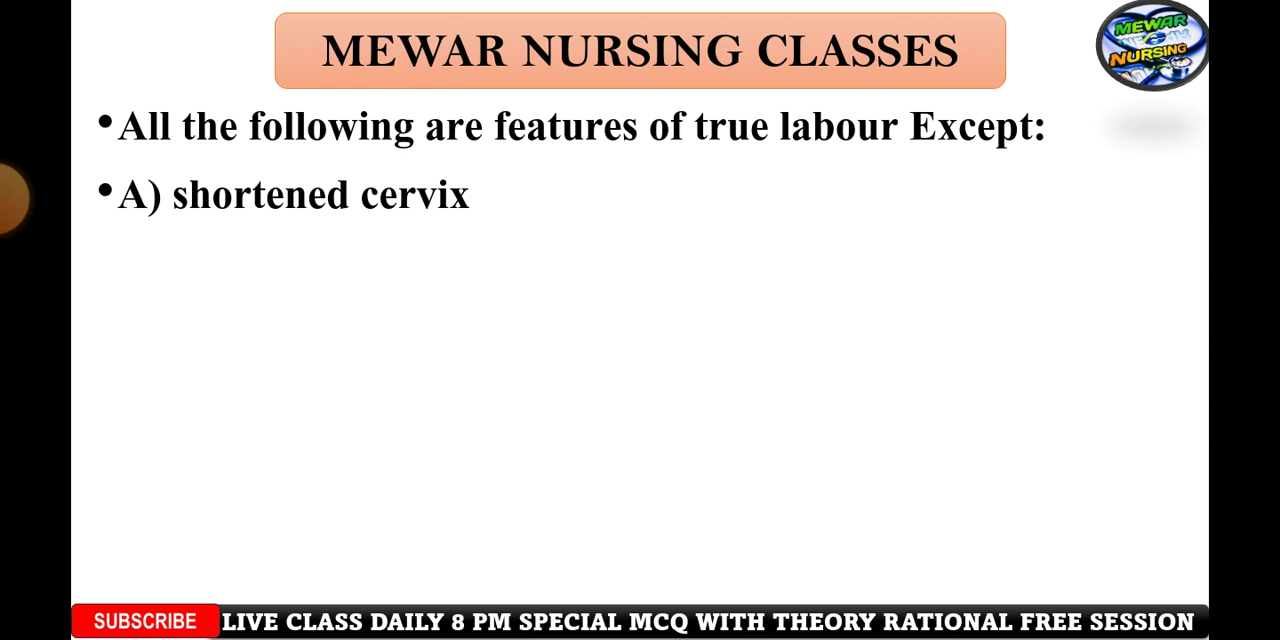 MEWAR NURSING CLASSES
MEWAR
NURSING
•All the following are features of true labour Except:
•A) shortened cervix
SUBSCRIBE
LIVE CLASS DAILY 8 PM SPECIAL MCQ WITH THEORY RATIONAL FREE SESSION